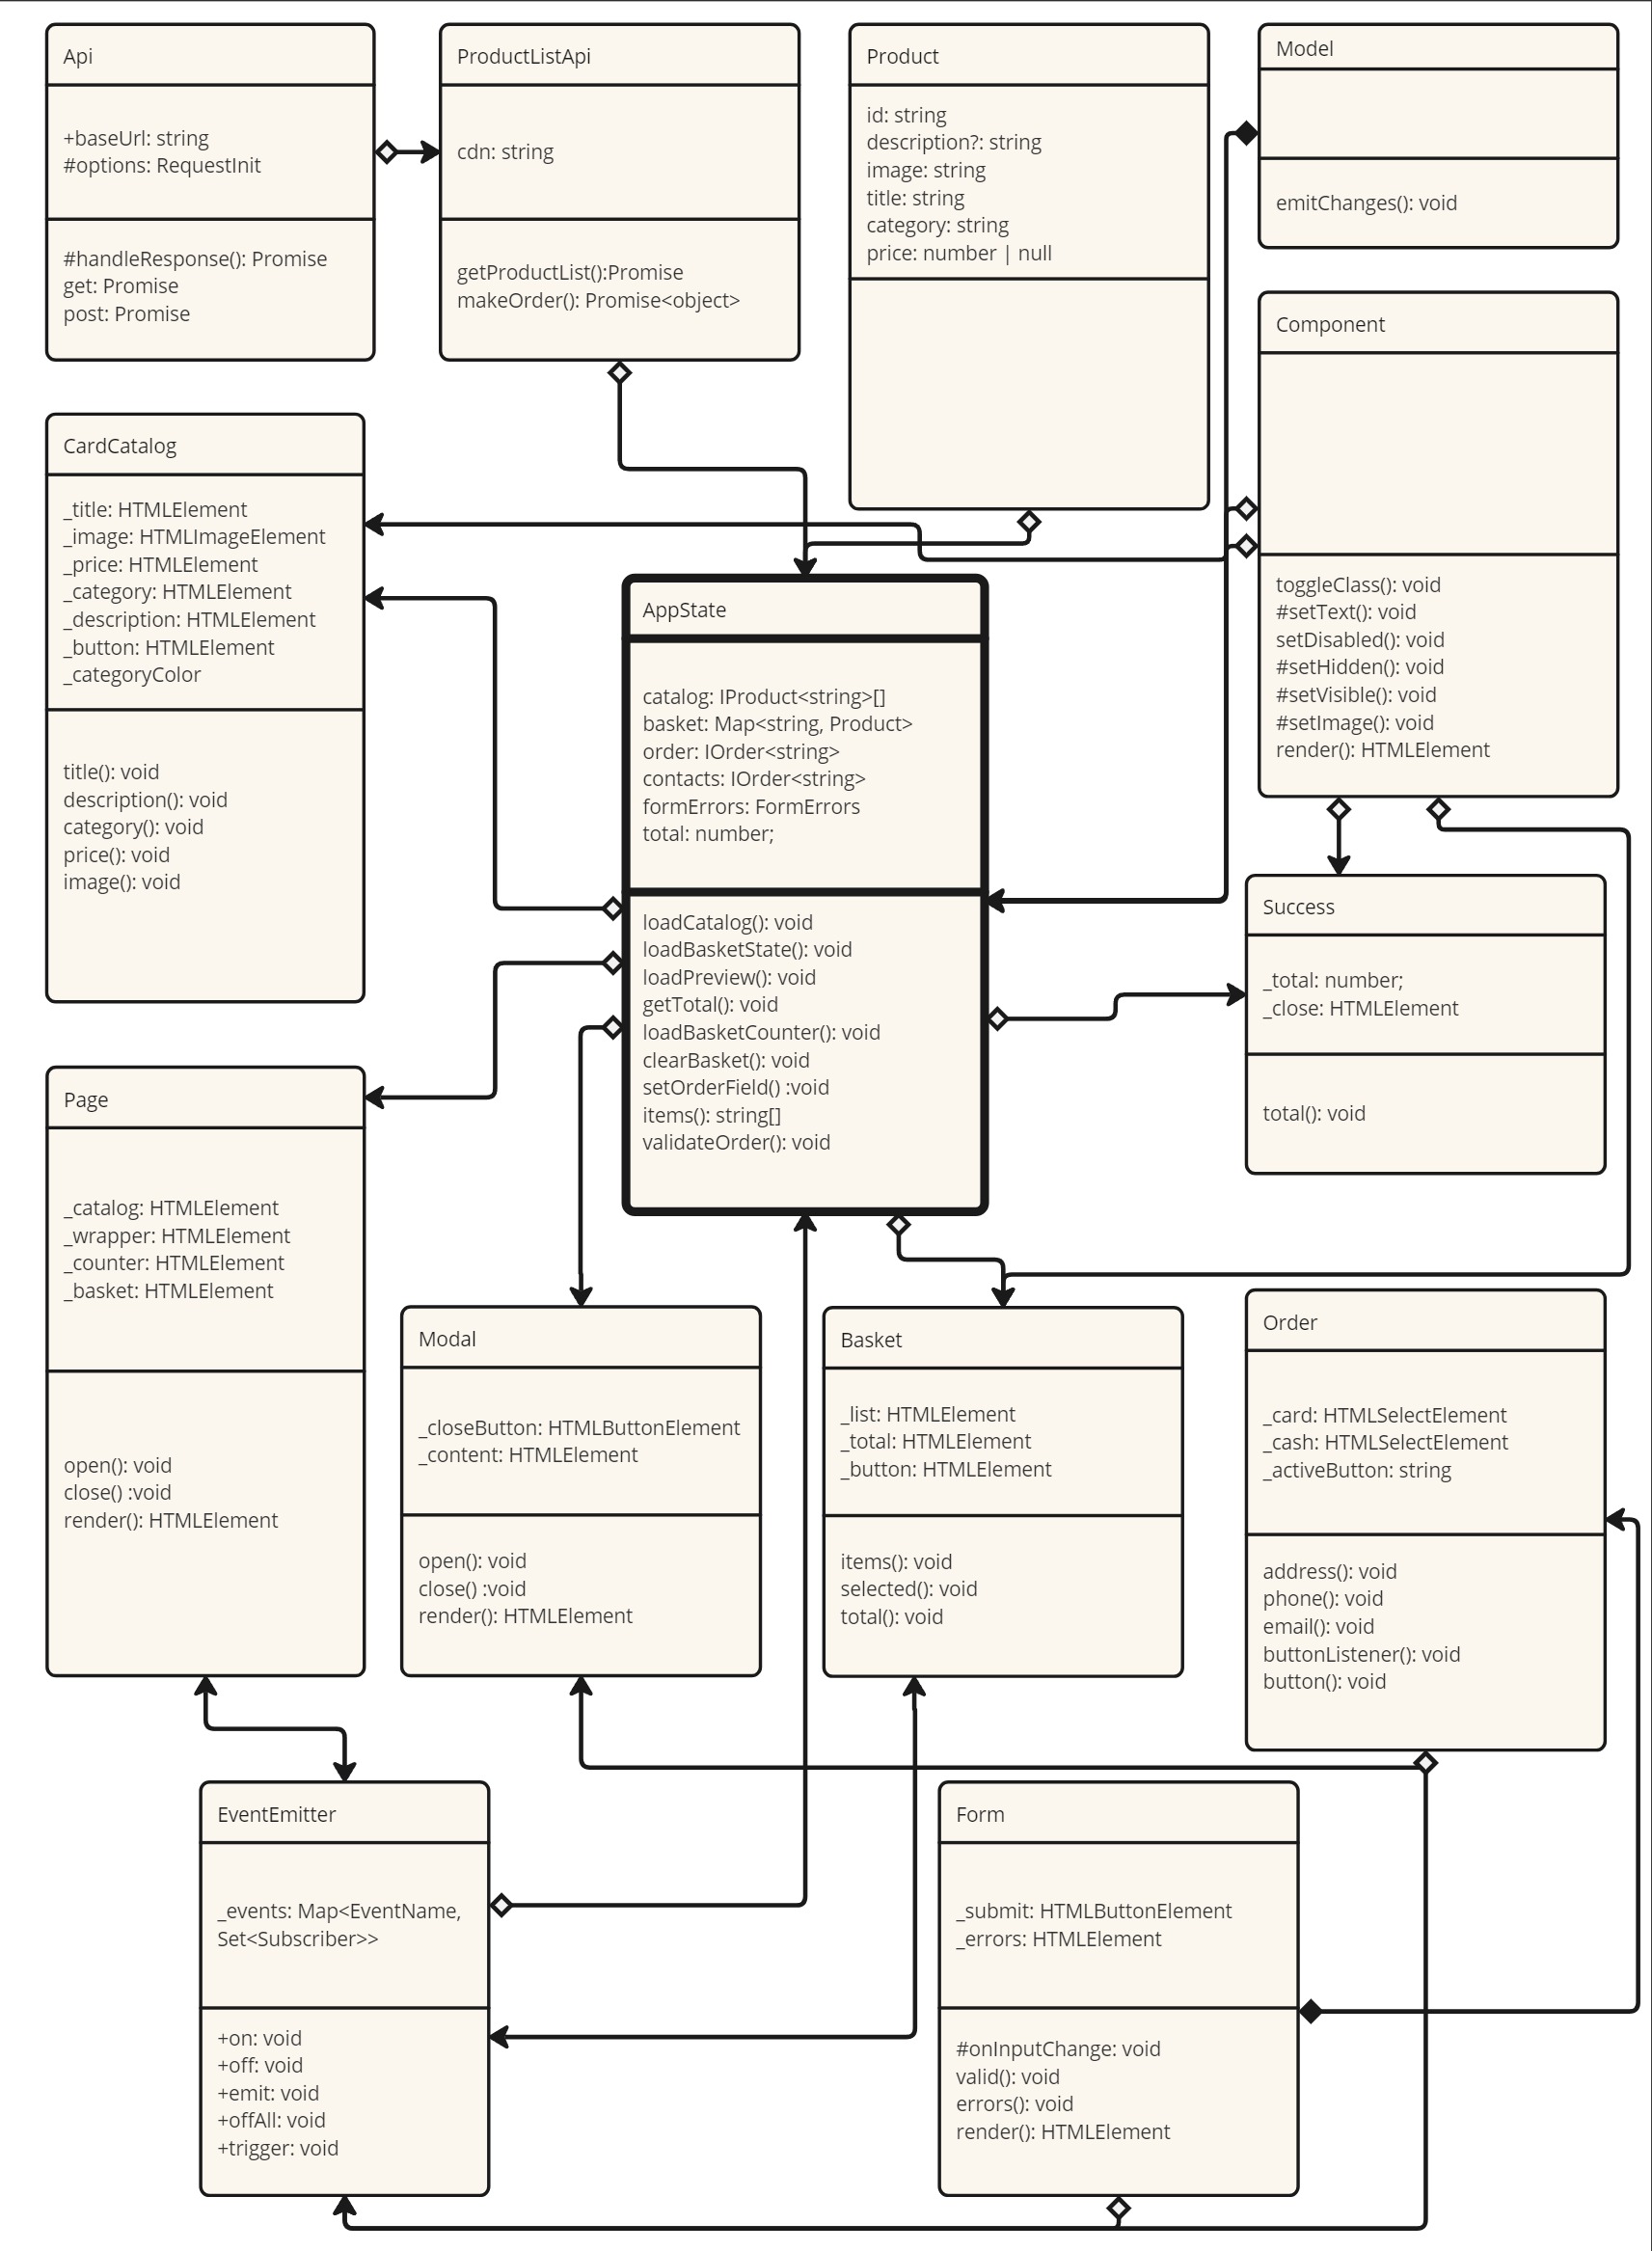 Api
+baseUrl: string
#options: RequestInit
#handleResponse(): Promise
get: Promise
post: Promise
ProductListApi
cdn: string
getProductList():Promise
makeOrder(): Promise<object>
Product
id: string
description?: string
image: string
title: string
category: string
price: number | null
Model
emitChanges(): void
Component
toggleClass(): void
#setText(): void
setDisabled(): void
#setHidden(): void
#setVisible(): void
#setImage(): void
render(): HTMLElement
CardCatalog
_title: HTMLElement
_image: HTMLImageElement
_price: HTMLElement
_category: HTMLElement
_description: HTMLElement
_button: HTMLElement
_categoryColor
title(): void
description(): void
category(): void
price(): void
image(): void
AppState
catalog: IProduct<string>[]
basket: Map<string, Product>
order: IOrder<string>
contacts: IOrder<string>
formErrors: FormErrors
total: number;
loadCatalog(): void
loadBasketState(): void
loadPreview(): void
getTotal(): void
loadBasketCounter(): void
clearBasket(): void
setOrderField() :void
items(): string[]
validateOrder(): void
Success
_total: number;
_close: HTMLElement
total(): void
Page
_catalog: HTMLElement
_wrapper: HTMLElement
_counter: HTMLElement
_basket: HTMLElement
open(): void
close() :void
render(): HTMLElement
Modal
_closeButton: HTMLButtonElement
_content: HTMLElement
open(): void
close() :void
render(): HTMLElement
Basket
_list: HTMLElement
_total: HTMLElement
_button: HTMLElement
items(): void
selected(): void
total(): void
Order
_card: HTMLSelectElement
_cash: HTMLSelectElement
_activeButton: string
address(): void
phone(): void
email(): void
buttonListener(): void
button(): void
EventEmitter
_events: Map<EventName,
Set<Subscriber>>
+on: void
+off: void
+emit: void
+offAll: void
+trigger: void
Form
_submit: HTMLButtonElement
_errors: HTMLElement
#onInputChange: void
valid(): void
errors(): void
render(): HTMLElement